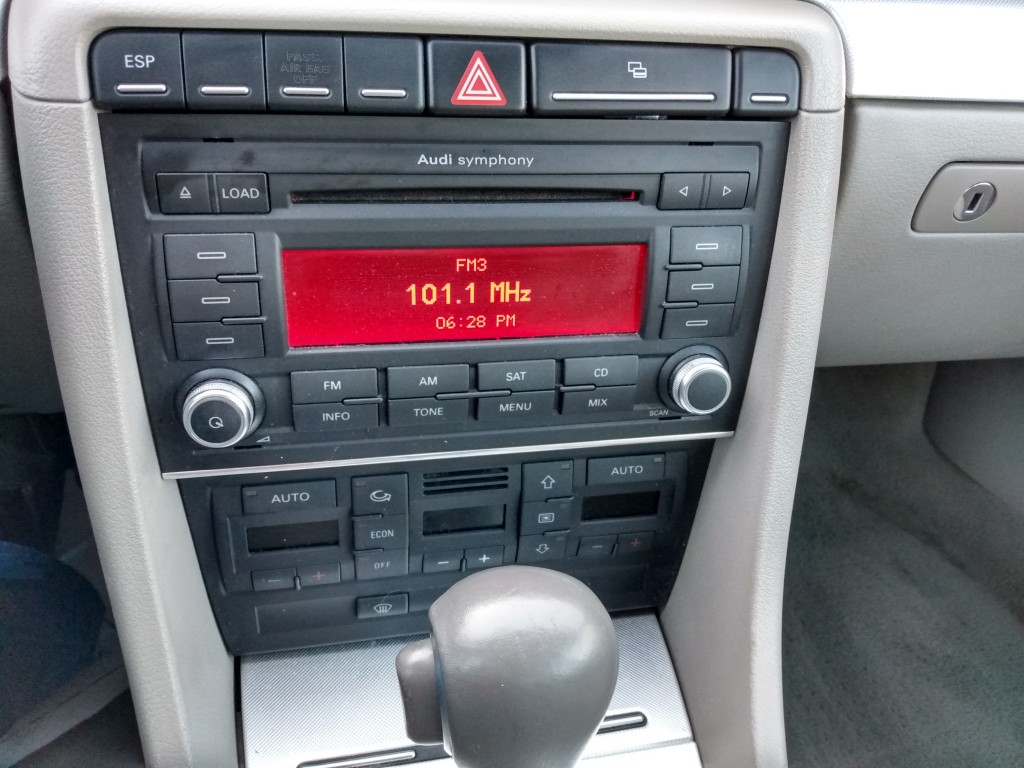 ESP
PASS.
AIR BAG
OFF
Audi symphony
LOAD
FM3
101.1 MHz
06:28 PM
FM AM SAT CD
INFO TONE MENU MIX
SCAN
AUTO AUTO
ECON
OFF